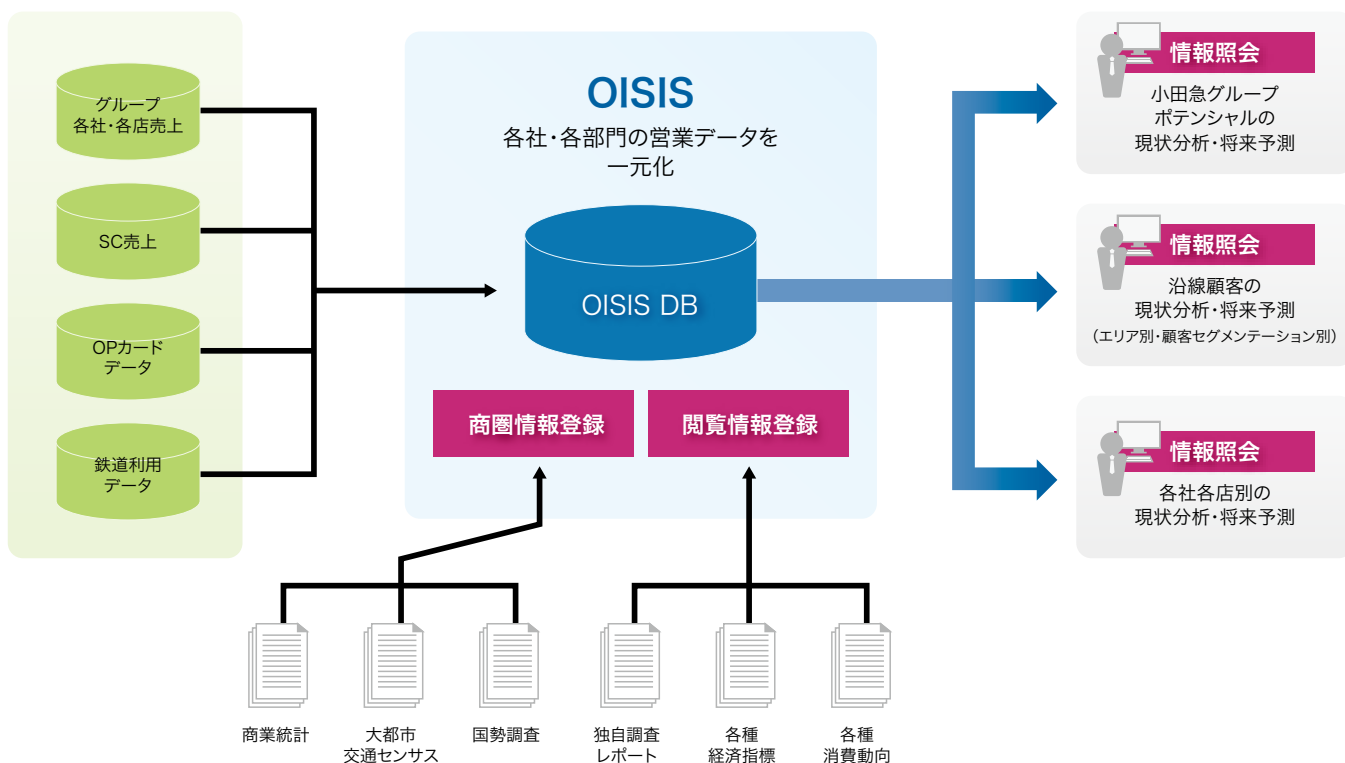 グループ
各社・各店売上
SC売上
OPカード
データ
鉄道利用
データ
OISIS
各社・各部門の営業データを
一元化
OISIS DB
商圏情報登録
閲覧情報登録
商業統計
大都市
交通センサス
国勢調査
独自調査
レポート
各種
経済指標
各種
消費動向
情報照会
小田急グループ
ポテンシャルの
現状分析・将来予測
情報照会
沿線顧客の
現状分析・将来予測
（エリア別・顧客セグメンテーション別）
情報照会
各社各店別の
現状分析・将来予測